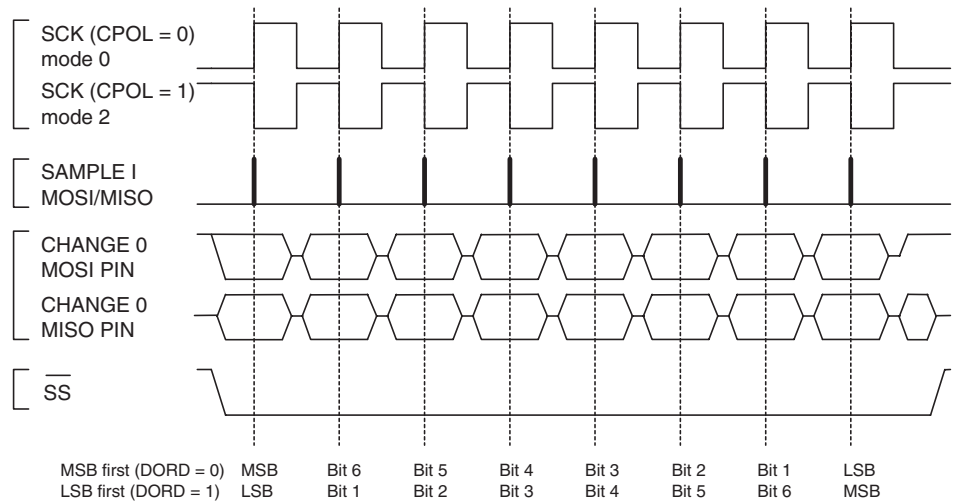 SCK (CPOL = 0)
mode 0
SCK (CPOL = 1)
mode 2
SAMPLE I
MOSI/MISO
CHANGE 0
MOSI PIN
CHANGE 0
MISO PIN
SS
MSB first (DORD = 0) MSB Bit 6 Bit 5 Bit 4 Bit 3 Bit 2 Bit 1 LSB
LSB first (DORD = 1) LSB Bit 1 Bit 2 Bit 3 Bit 4 Bit 5 Bit 6 MSB